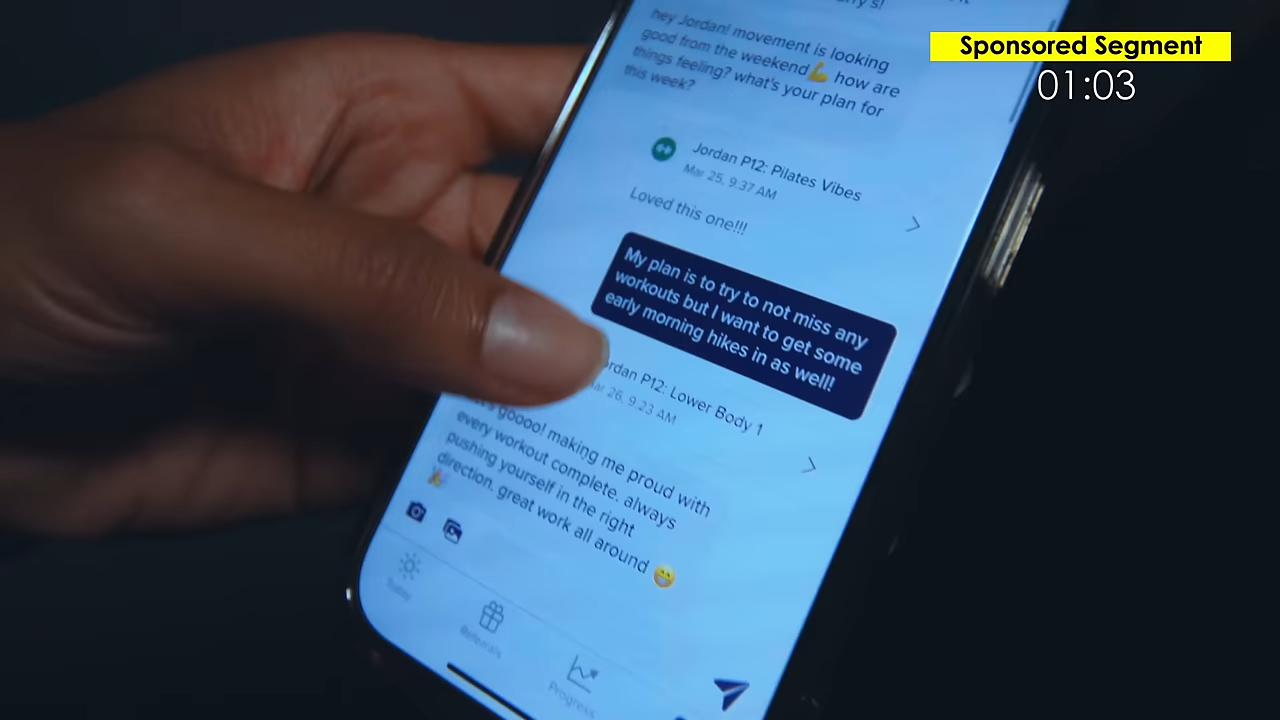 Sponsored Segment
01:03
hey Jordan! movement is looking
good from the weekend💪 how are
things feeling? what's your plan for
this week?
Jordan P12: Pilates Vibes
Mar 25, 9:37 AM
Loved this one!!!
My plan is to try to not miss any
workouts but I want to get some
early morning hikes in as well!
P12: Lower Body 1
26, 9:23 AM
goooo! making me proud with
every workout complete. always
pushing yourself in the right
direction. great work all around 😄
Today
Referrals
Progress